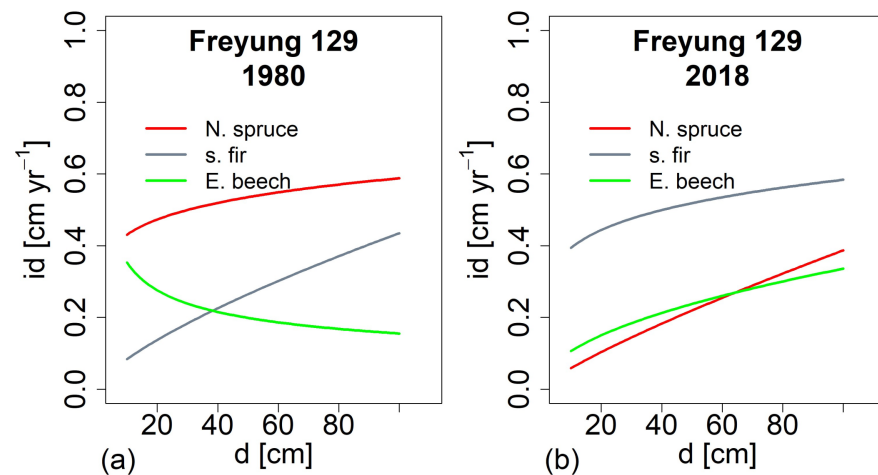 Freyung 129
1980
N. spruce
s. fir
E. beech
id [cm yr⁻¹]
0.0 0.2 0.4 0.6 0.8 1.0
20 40 60 80
d [cm]
(a)
Freyung 129
2018
N. spruce
s. fir
E. beech
id [cm yr⁻¹]
0.0 0.2 0.4 0.6 0.8 1.0
20 40 60 80
d [cm]
(b)